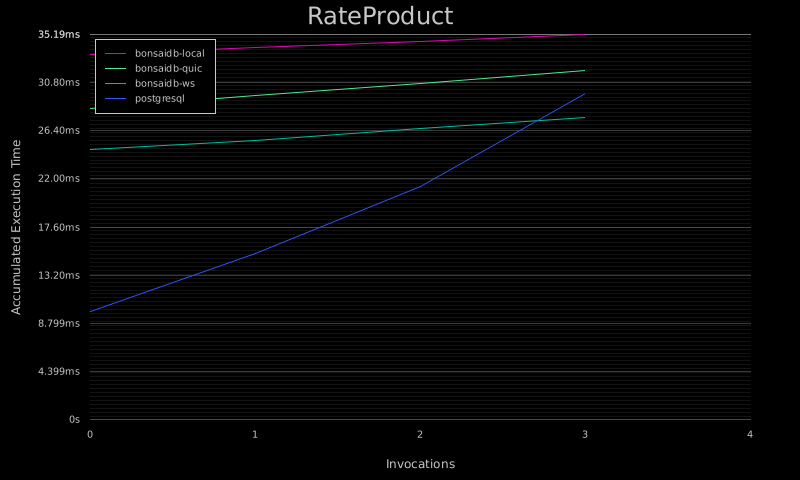 RateProduct
35.19ms
bonsaidb-local
bonsaidb-quic
bonsaidb-ws
postgresql
30.80ms
26.40ms
22.00ms
17.60ms
13.20ms
8.799ms
4.399ms
0s
Accumulated Execution Time
0 1 2 3 4
Invocations